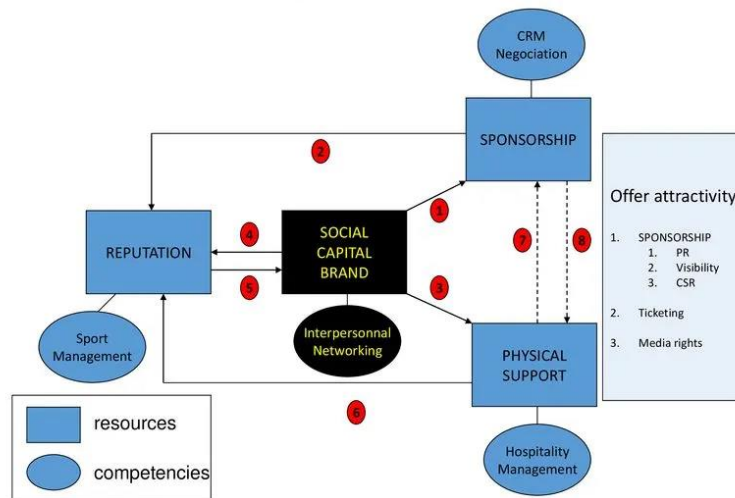 CRM
Negociation
SPONSORSHIP
2
Offer attractivity
1. SPONSORSHIP
1. PR
2. Visibility
3. CSR
2. Ticketing
3. Media rights
1
REPUTATION
4
5
SOCIAL
CAPITAL
BRAND
7
8
3
Sport
Management
Interpersonnal
Networking
PHYSICAL
SUPPORT
6
resources
competencies
Hospitality
Management